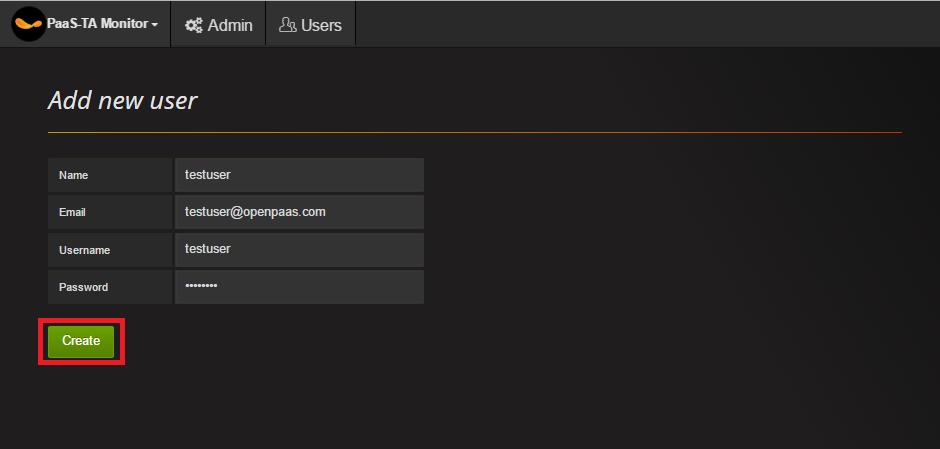 PaaS-TA Monitor Admin Users
Add new user
Name testuser
Email testuser@openpaas.com
Username testuser
Password ••••••••
Create